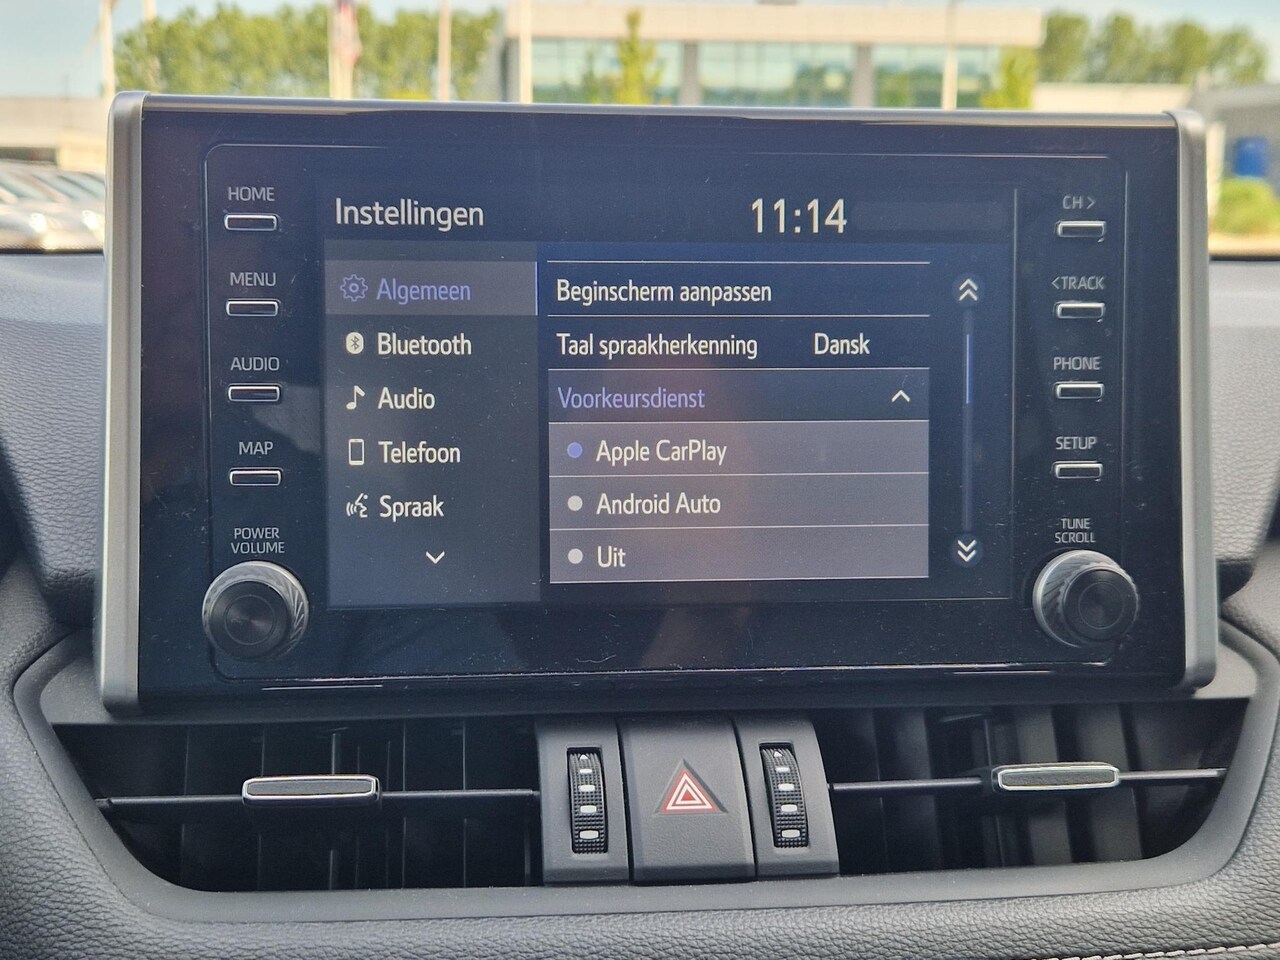 HOME
MENU
AUDIO
MAP
POWER
VOLUME
Instellingen
11:14
Algemeen
Bluetooth
Audio
Telefoon
Spraak
Beginscherm aanpassen
Taal spraakherkenning Dansk
Voorkeursdienst
Apple CarPlay
Android Auto
Uit
CH >
<TRACK
PHONE
SETUP
TUNE
SCROLL